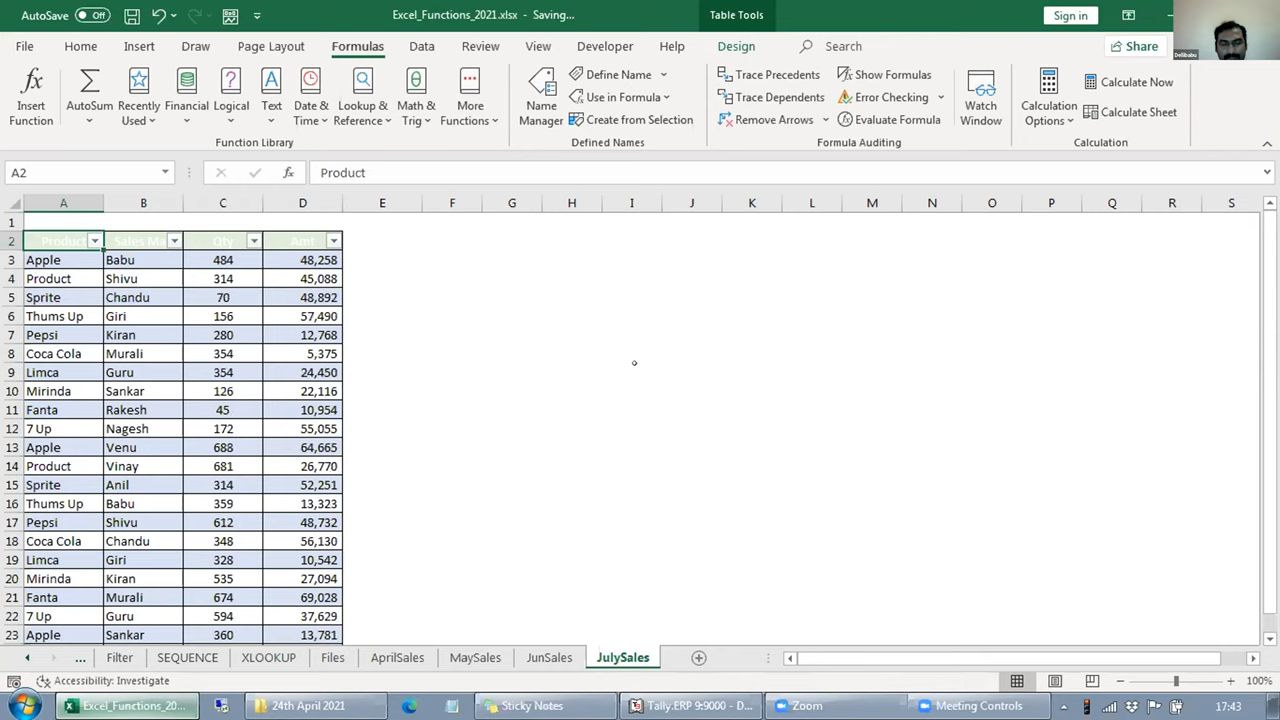 AutoSave Off Excel_Functions_2021.xlsx - Saving... Table Tools Sign in
File Home Insert Draw Page Layout Formulas Data Review View Developer Help Design Search Share
Dellibabu
Insert Function
AutoSum
Recently Used
Financial
Logical
Text
Date & Time
Lookup & Reference
Math & Trig
More Functions
Function Library
Name Manager
Define Name
Use in Formula
Create from Selection
Defined Names
Trace Precedents
Trace Dependents
Remove Arrows
Show Formulas
Error Checking
Evaluate Formula
Formula Auditing
Watch Window
Calculation Options
Calculate Now
Calculate Sheet
Calculation
A2 fx Product
A B C D E F G H I J K L M N O P Q R S
1
2 Product Sales Ma Qty Amt
3 Apple Babu 484 48,258
4 Product Shivu 314 45,088
5 Sprite Chandu 70 48,892
6 Thums Up Giri 156 57,490
7 Pepsi Kiran 280 12,768
8 Coca Cola Murali 354 5,375
9 Limca Guru 354 24,450
10 Mirinda Sankar 126 22,116
11 Fanta Rakesh 45 10,954
12 7 Up Nagesh 172 55,055
13 Apple Venu 688 64,665
14 Product Vinay 681 26,770
15 Sprite Anil 314 52,251
16 Thums Up Babu 359 13,323
17 Pepsi Shivu 612 48,732
18 Coca Cola Chandu 348 56,130
19 Limca Giri 328 10,542
20 Mirinda Kiran 535 27,094
21 Fanta Murali 674 69,028
22 7 Up Guru 594 37,629
23 Apple Sankar 360 13,781
... Filter SEQUENCE XLOOKUP Files AprilSales MaySales JunSales JulySales
Accessibility: Investigate 100%
Excel_Functions_20... 24th April 2021 Sticky Notes Tally.ERP 9:9000 - D... Zoom Meeting Controls 17:43